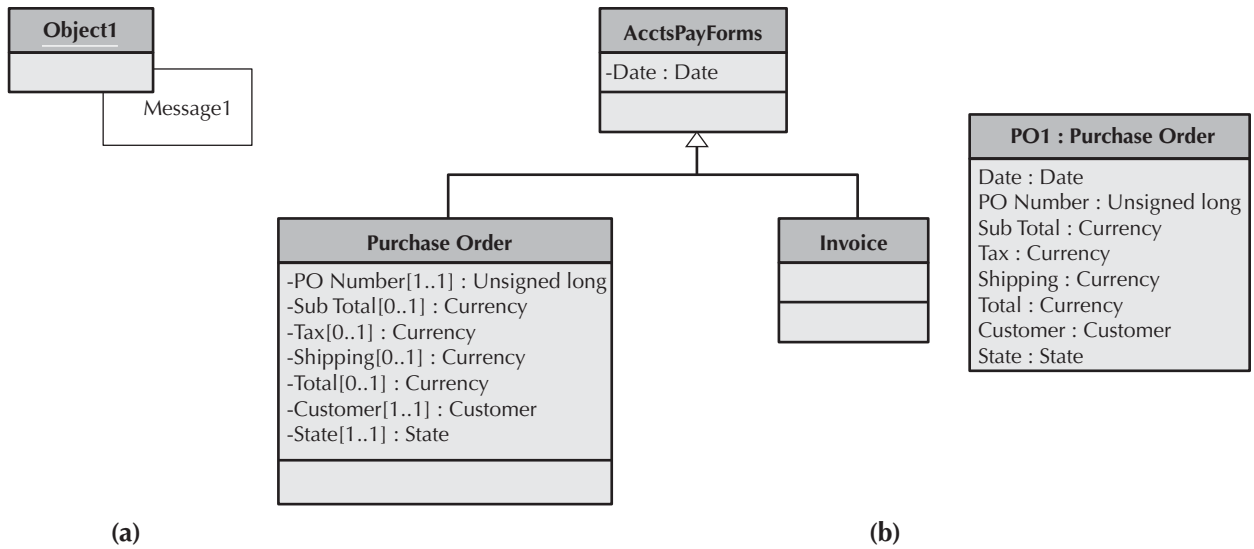 Object1
Message1
AcctsPayForms
-Date : Date
Purchase Order
-PO Number[1..1] : Unsigned long
-Sub Total[0..1] : Currency
-Tax[0..1] : Currency
-Shipping[0..1] : Currency
-Total[0..1] : Currency
-Customer[1..1] : Customer
-State[1..1] : State
Invoice
PO1 : Purchase Order
Date : Date
PO Number : Unsigned long
Sub Total : Currency
Tax : Currency
Shipping : Currency
Total : Currency
Customer : Customer
State : State
(a)
(b)